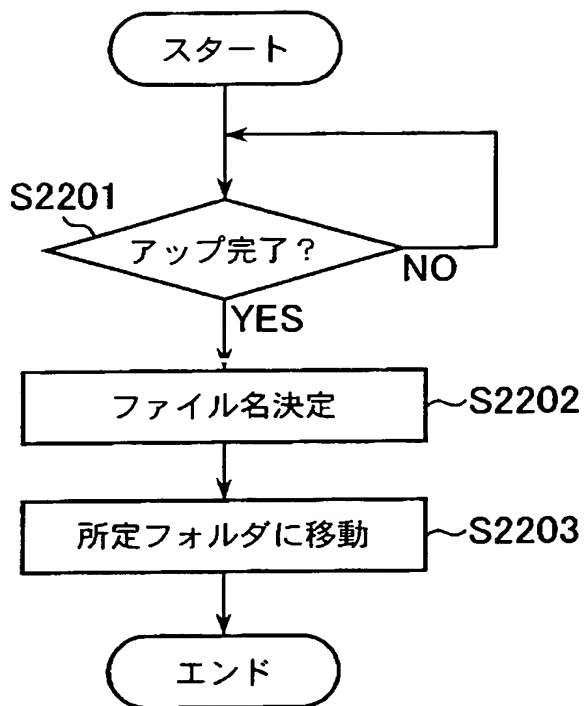 スタート
S2201
アップ完了？
NO
YES
ファイル名決定
S2202
所定フォルダに移動
S2203
エンド